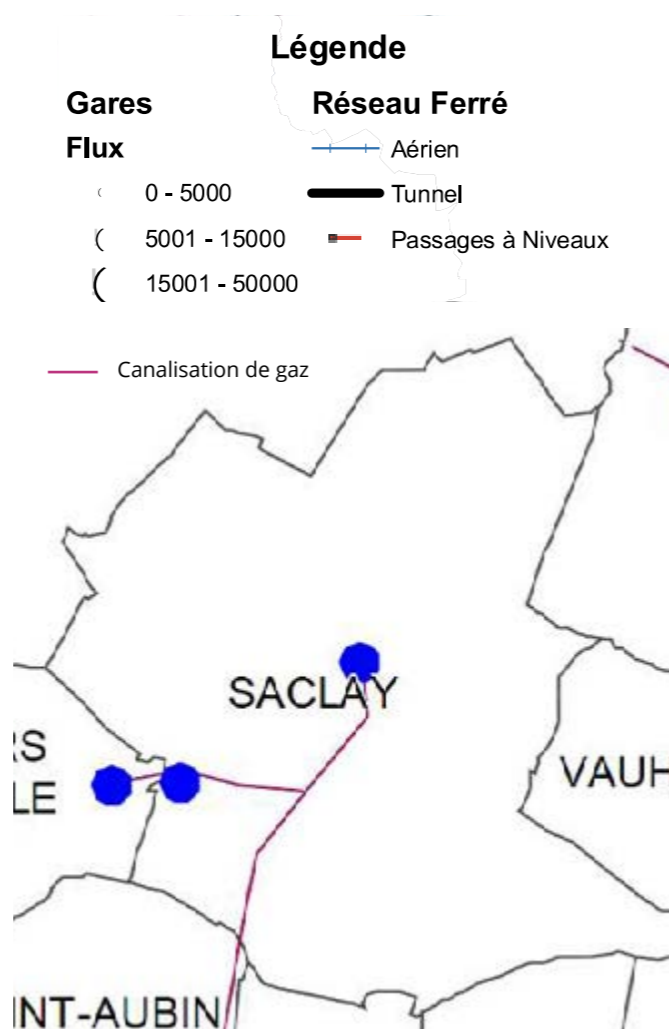 Légende
Gares
Flux
0 - 5000
5001 - 15000
15001 - 50000
Réseau Ferré
Aérien
Tunnel
Passages à Niveaux
Canalisation de gaz
SACLAY
RS
LE
VAUH
INT-AUBIN